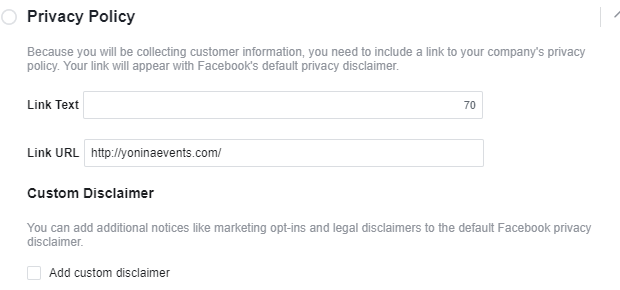 Privacy Policy
Because you will be collecting customer information, you need to include a link to your company's privacy
policy. Your link will appear with Facebook's default privacy disclaimer.
Link Text 70
Link URL http://yoninaevents.com/
Custom Disclaimer
You can add additional notices like marketing opt-ins and legal disclaimers to the default Facebook privacy
disclaimer.
Add custom disclaimer